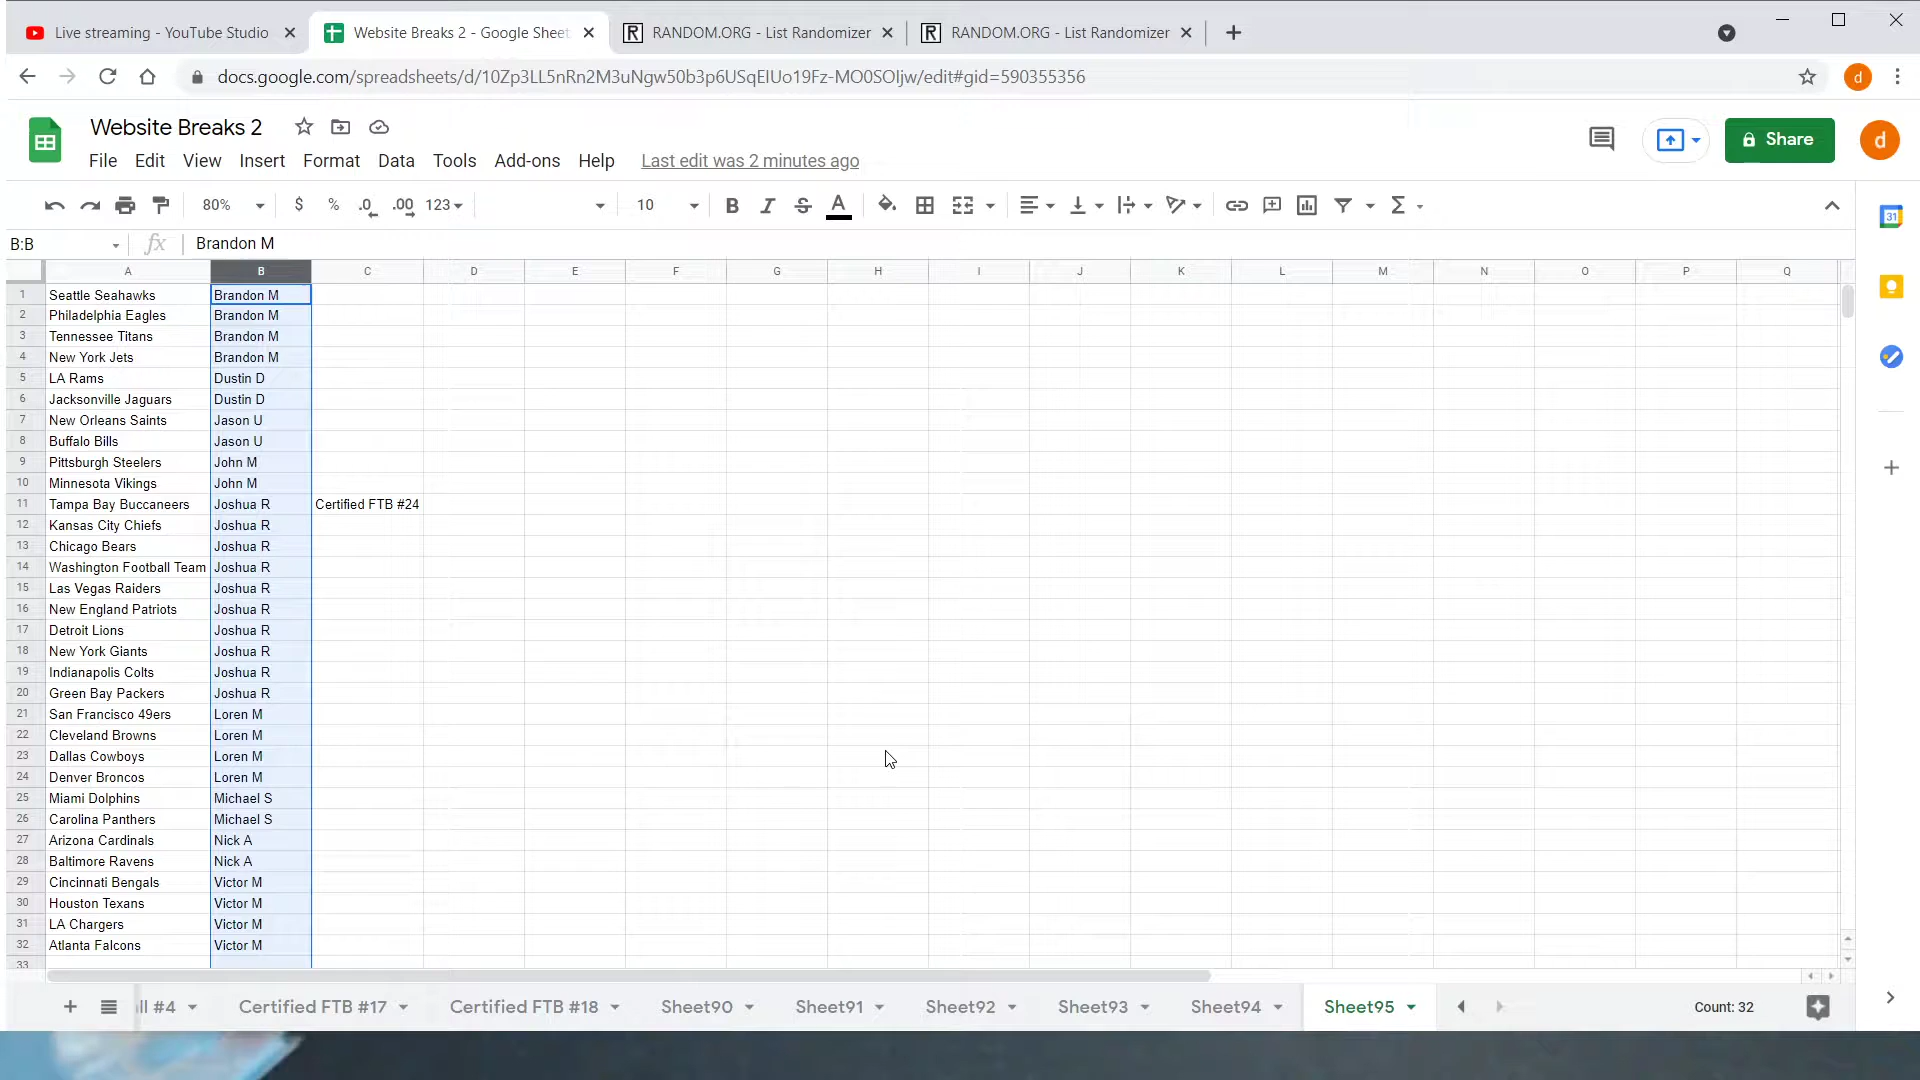 Live streaming - YouTube Studio
Website Breaks 2 - Google Sheet
RANDOM.ORG - List Randomizer
RANDOM.ORG - List Randomizer
docs.google.com/spreadsheets/d/10Zp3LL5nRn2M3uNgw50b3p6USqEIUo19Fz-MO0SOIjw/edit#gid=590355356
d
Website Breaks 2
Share
d
File Edit View Insert Format Data Tools Add-ons Help Last edit was 2 minutes ago
80% $ % .0 .00 123 10 B I S A
31
B:B fx Brandon M
A B C D E F G H I J K L M N O P Q
1 Seattle Seahawks Brandon M
2 Philadelphia Eagles Brandon M
3 Tennessee Titans Brandon M
4 New York Jets Brandon M
5 LA Rams Dustin D
6 Jacksonville Jaguars Dustin D
7 New Orleans Saints Jason U
8 Buffalo Bills Jason U
9 Pittsburgh Steelers John M
10 Minnesota Vikings John M
11 Tampa Bay Buccaneers Joshua R Certified FTB #24
12 Kansas City Chiefs Joshua R
13 Chicago Bears Joshua R
14 Washington Football Team Joshua R
15 Las Vegas Raiders Joshua R
16 New England Patriots Joshua R
17 Detroit Lions Joshua R
18 New York Giants Joshua R
19 Indianapolis Colts Joshua R
20 Green Bay Packers Joshua R
21 San Francisco 49ers Loren M
22 Cleveland Browns Loren M
23 Dallas Cowboys Loren M
24 Denver Broncos Loren M
25 Miami Dolphins Michael S
26 Carolina Panthers Michael S
27 Arizona Cardinals Nick A
28 Baltimore Ravens Nick A
29 Cincinnati Bengals Victor M
30 Houston Texans Victor M
31 LA Chargers Victor M
32 Atlanta Falcons Victor M
33
ll #4 Certified FTB #17 Certified FTB #18 Sheet90 Sheet91 Sheet92 Sheet93 Sheet94 Sheet95 Count: 32